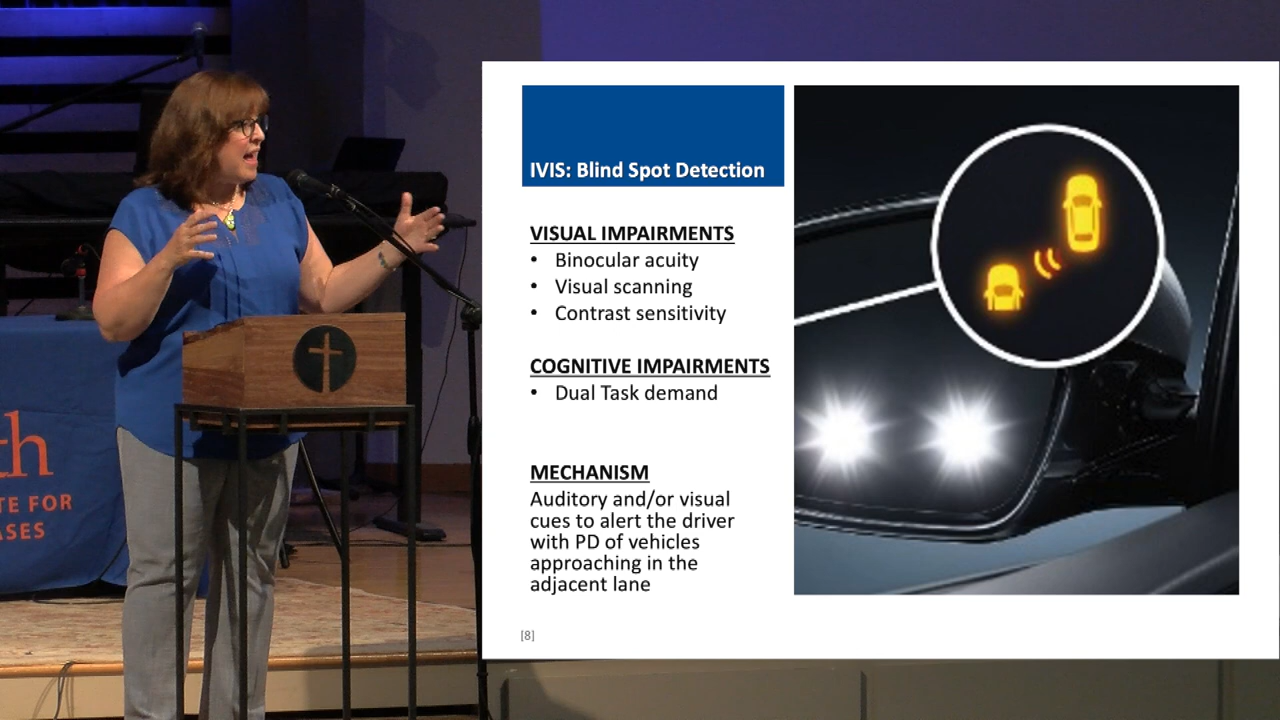 th
TE FOR
ASES
IVIS: Blind Spot Detection
VISUAL IMPAIRMENTS
• Binocular acuity
• Visual scanning
• Contrast sensitivity
COGNITIVE IMPAIRMENTS
• Dual Task demand
MECHANISM
Auditory and/or visual
cues to alert the driver
with PD of vehicles
approaching in the
adjacent lane
[8]